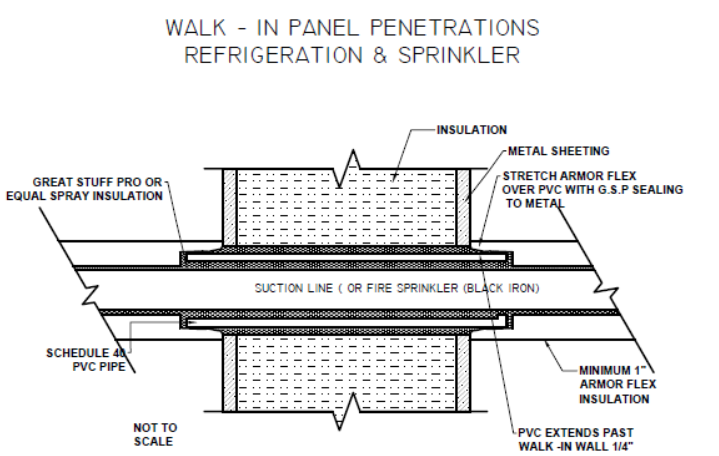 WALK - IN PANEL PENETRATIONS
REFRIGERATION & SPRINKLER
INSULATION
METAL SHEETING
GREAT STUFF PRO OR
EQUAL SPRAY INSULATION
STRETCH ARMOR FLEX
OVER PVC WITH G.S.P SEALING
TO METAL
SUCTION LINE ( OR FIRE SPRINKLER (BLACK IRON)
SCHEDULE 40
PVC PIPE
MINIMUM 1"
ARMOR FLEX
INSULATION
NOT TO
SCALE
PVC EXTENDS PAST
WALK -IN WALL 1/4"